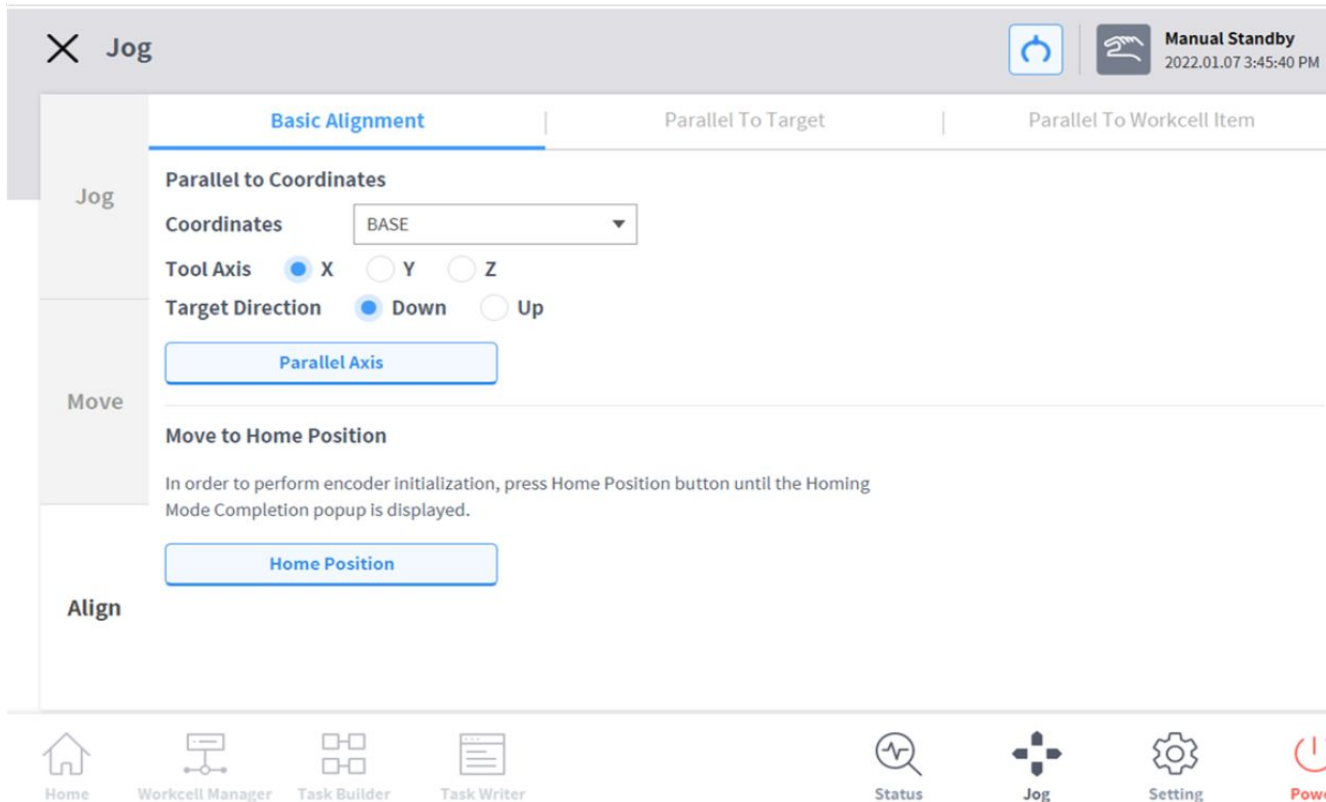 Jog
Manual Standby
2022.01.07 3:45:40 PM
Jog
Move
Align
Basic Alignment
Parallel To Target
Parallel To Workcell Item
Parallel to Coordinates
Coordinates BASE
Tool Axis X Y Z
Target Direction Down Up
Parallel Axis
Move to Home Position
In order to perform encoder initialization, press Home Position button until the Homing
Mode Completion popup is displayed.
Home Position
Home Workcell Manager Task Builder Task Writer Status Jog Setting